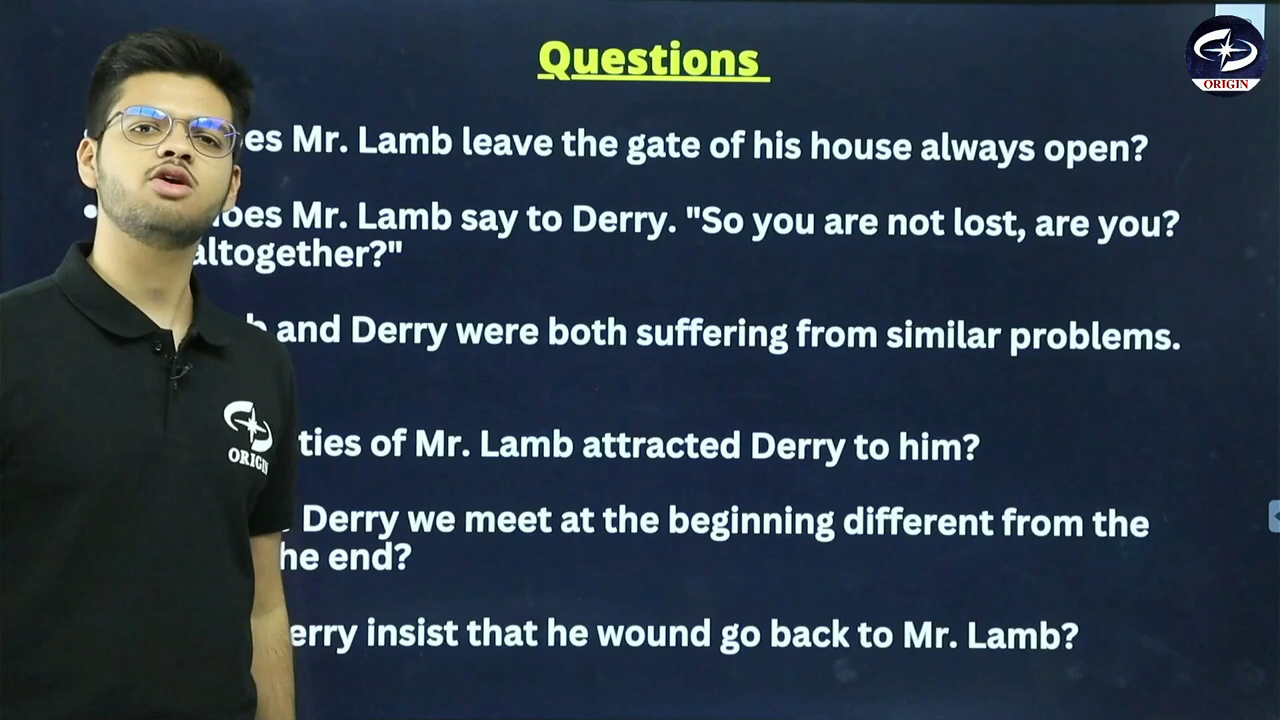 Questions
ORIGIN
es Mr. Lamb leave the gate of his house always open?
• does Mr. Lamb say to Derry. "So you are not lost, are you?
altogether?"
b and Derry were both suffering from similar problems.
ties of Mr. Lamb attracted Derry to him?
Derry we meet at the beginning different from the
he end?
erry insist that he wound go back to Mr. Lamb?
ORIGIN